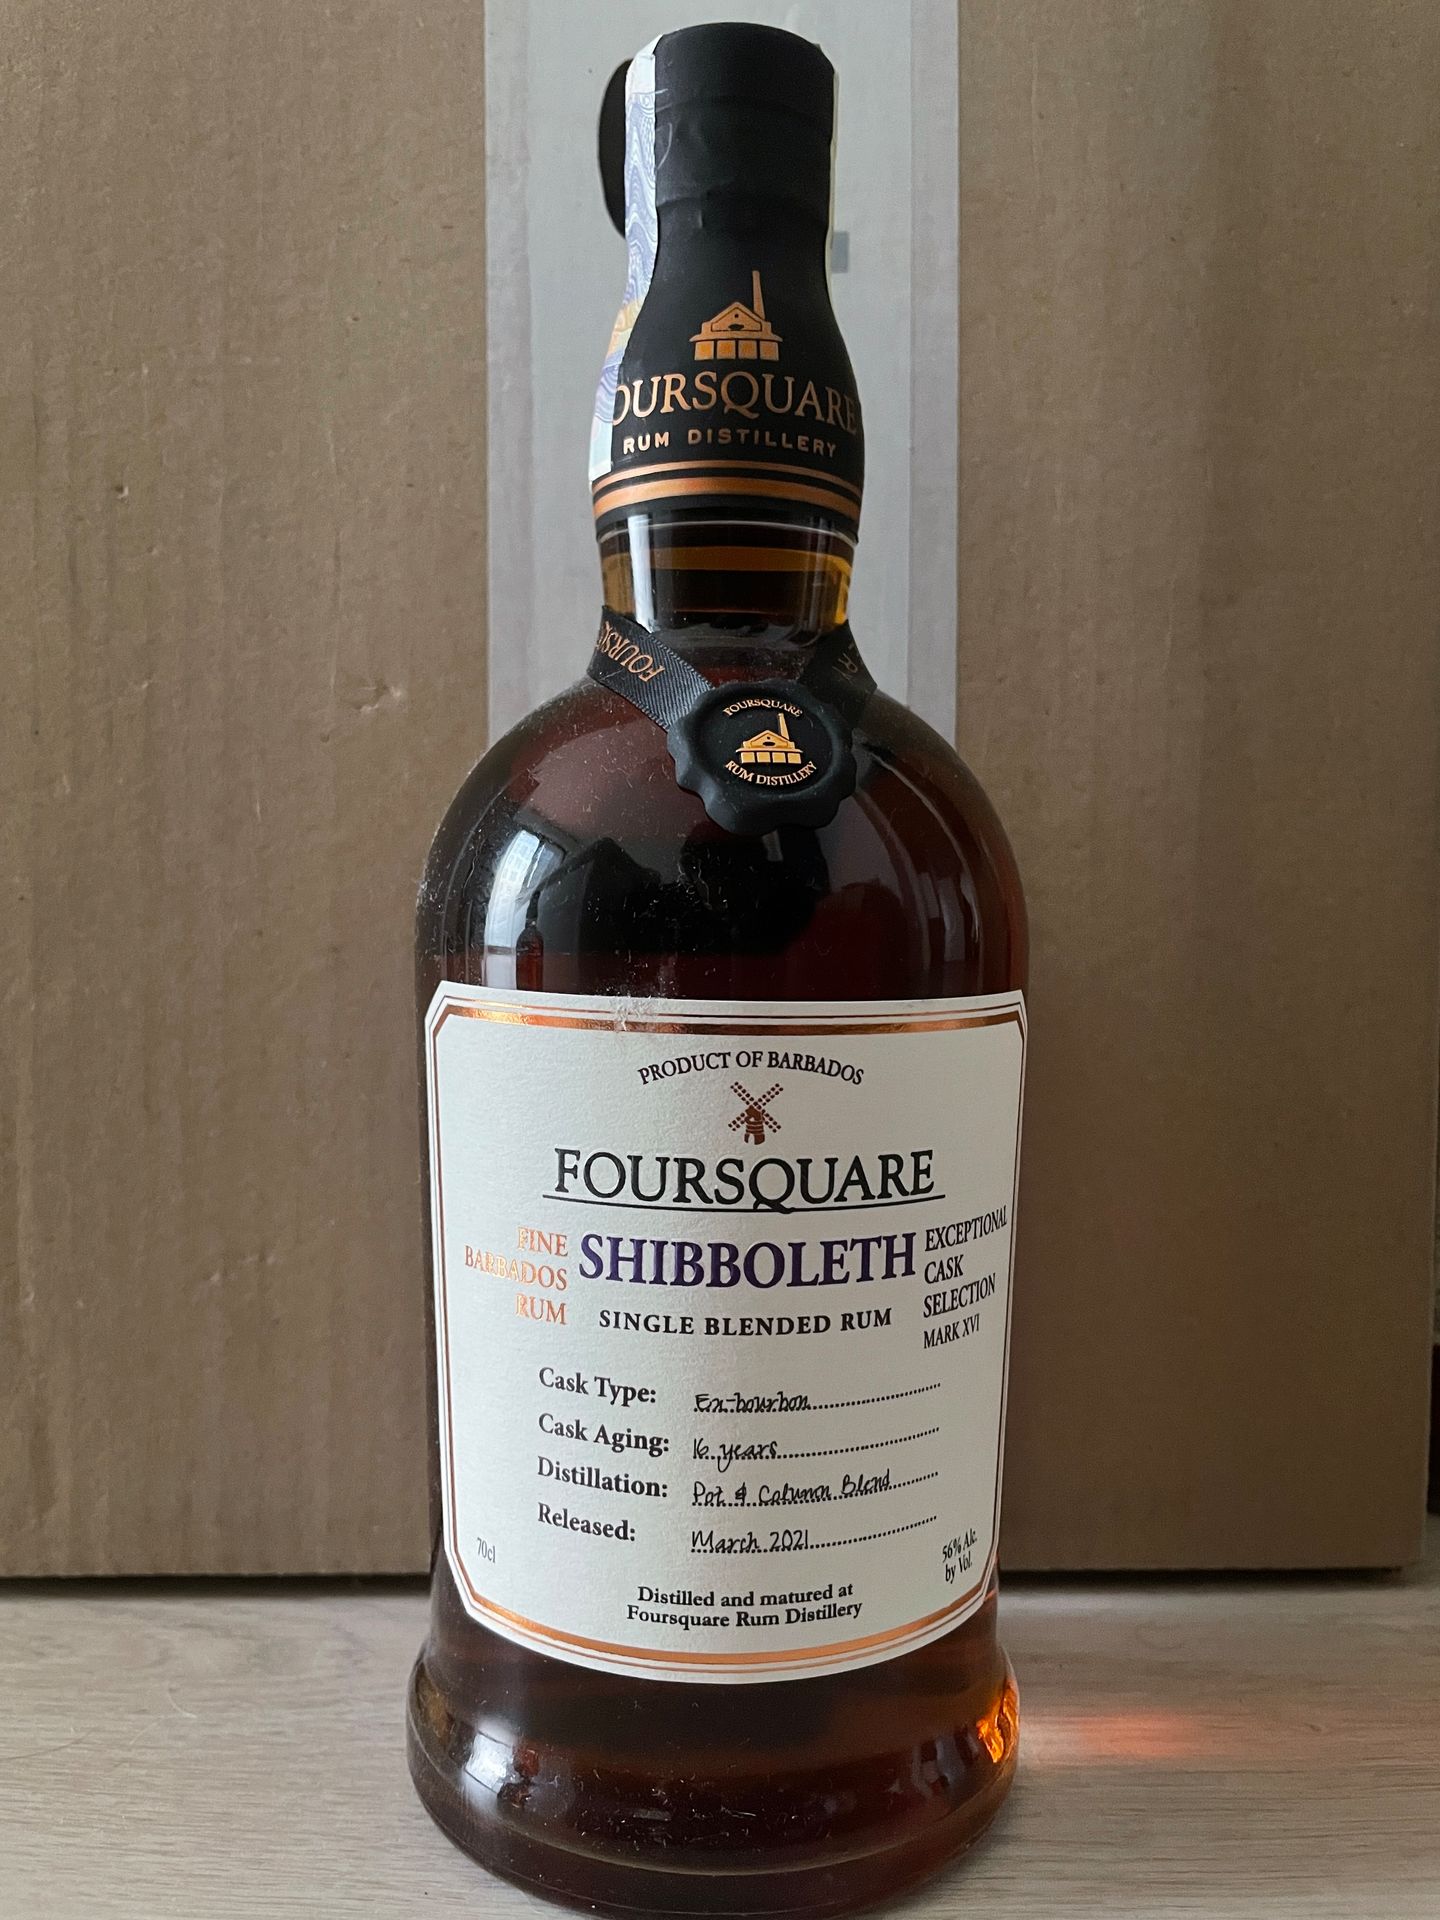 OURSQUARE
RUM DISTILLERY
FOURS
FOURSQUARE
RUM DISTILLERY
PRODUCT OF BARBADOS
FOURSQUARE
FINE
BARBADOS
RUM
SHIBBOLETH
SINGLE BLENDED RUM
EXCEPTIONAL
CASK
SELECTION
MARK XVI
Cask Type: Ex-bourbon
Cask Aging: 16 years
Distillation: Pot & Column Blend
Released: March 2021
70cl
56% Alc.
by Vol.
Distilled and matured at
Foursquare Rum Distillery